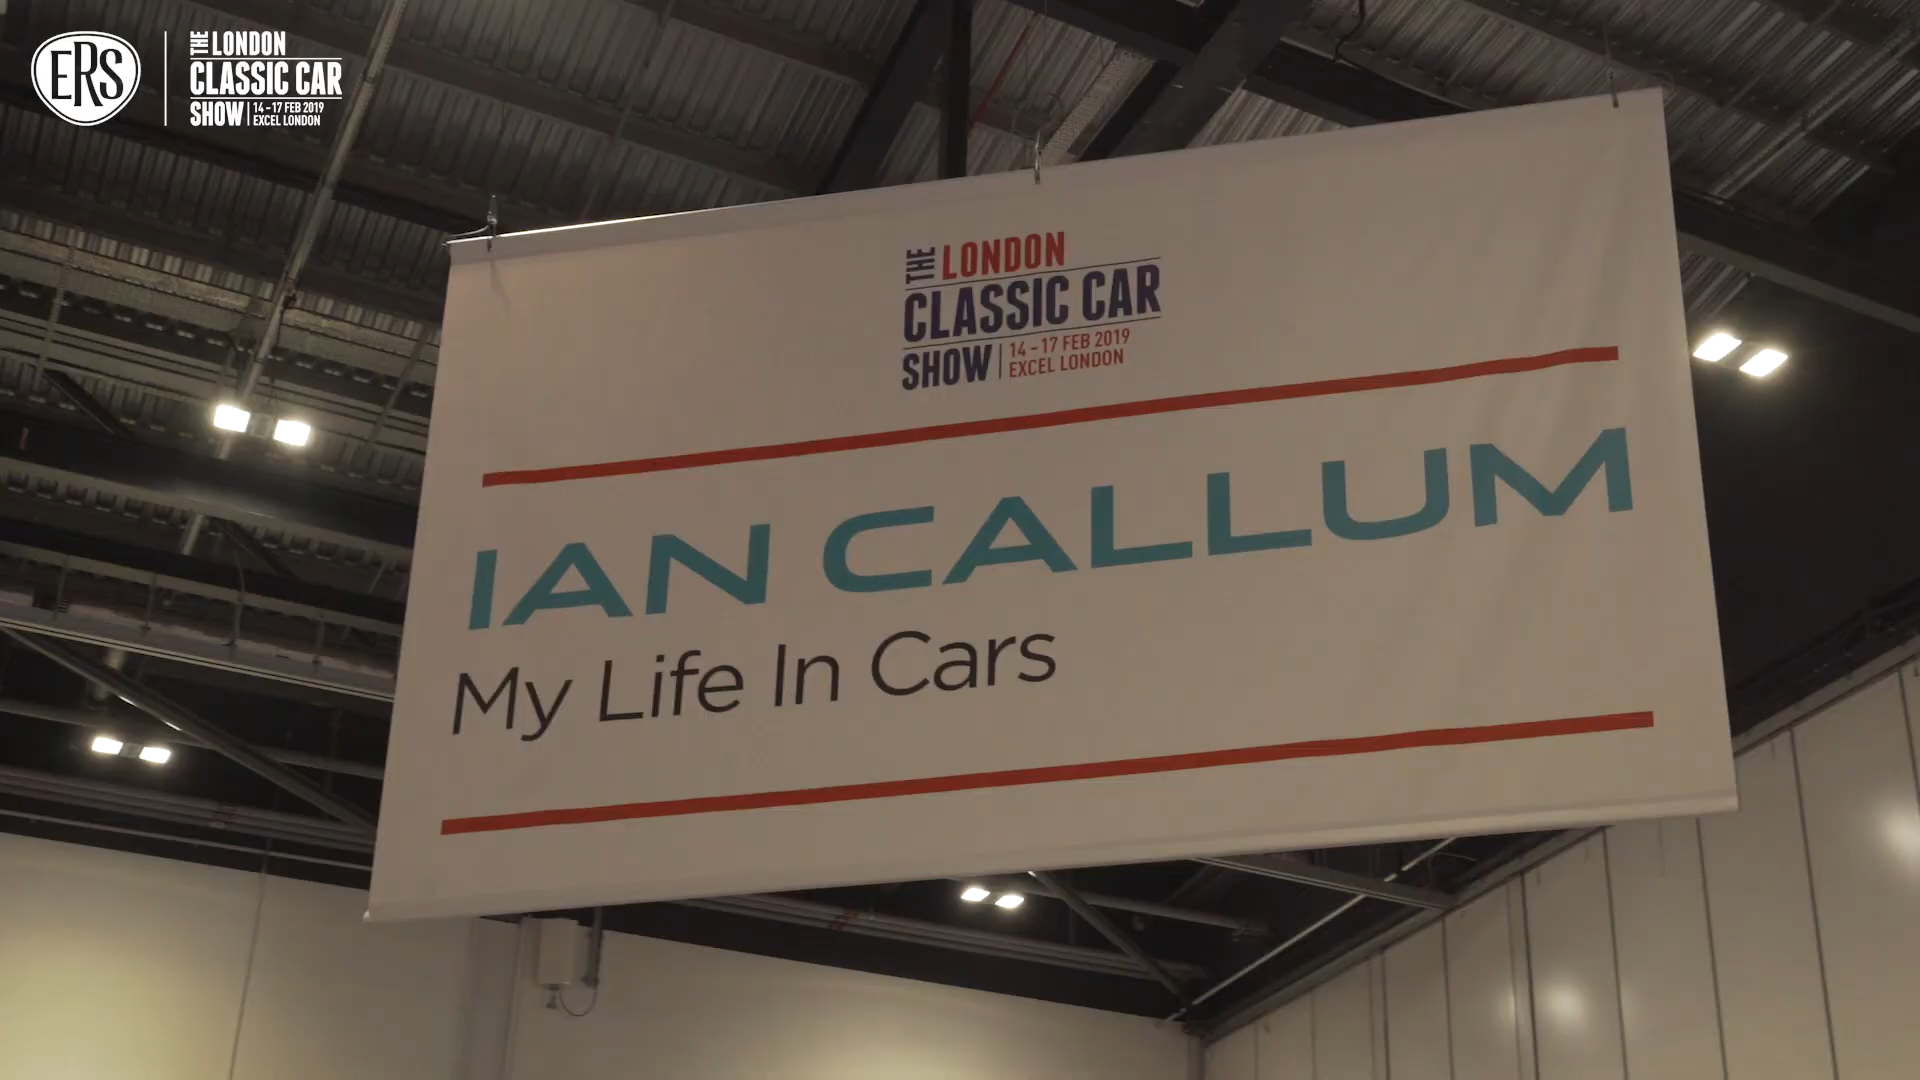 ERS
THE LONDON
CLASSIC CAR
SHOW
14-17 FEB 2019
EXCEL LONDON
THE LONDON
CLASSIC CAR
SHOW
14-17 FEB 2019
EXCEL LONDON
IAN CALLUM
My Life In Cars